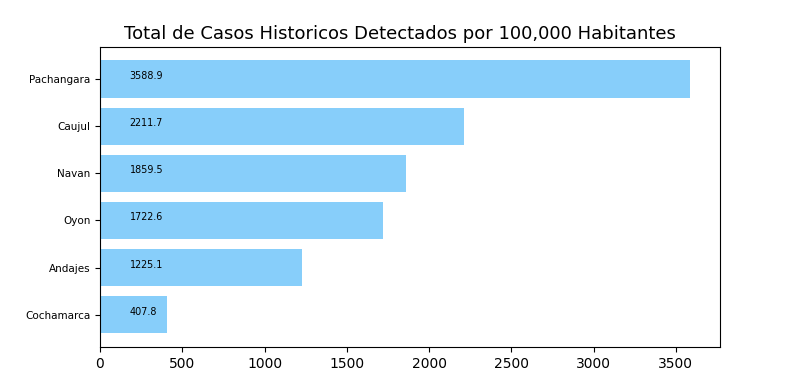 Total de Casos Historicos Detectados por 100,000 Habitantes
Pachangara 3588.9
Caujul 2211.7
Navan 1859.5
Oyon 1722.6
Andajes 1225.1
Cochamarca 407.8
0 500 1000 1500 2000 2500 3000 3500